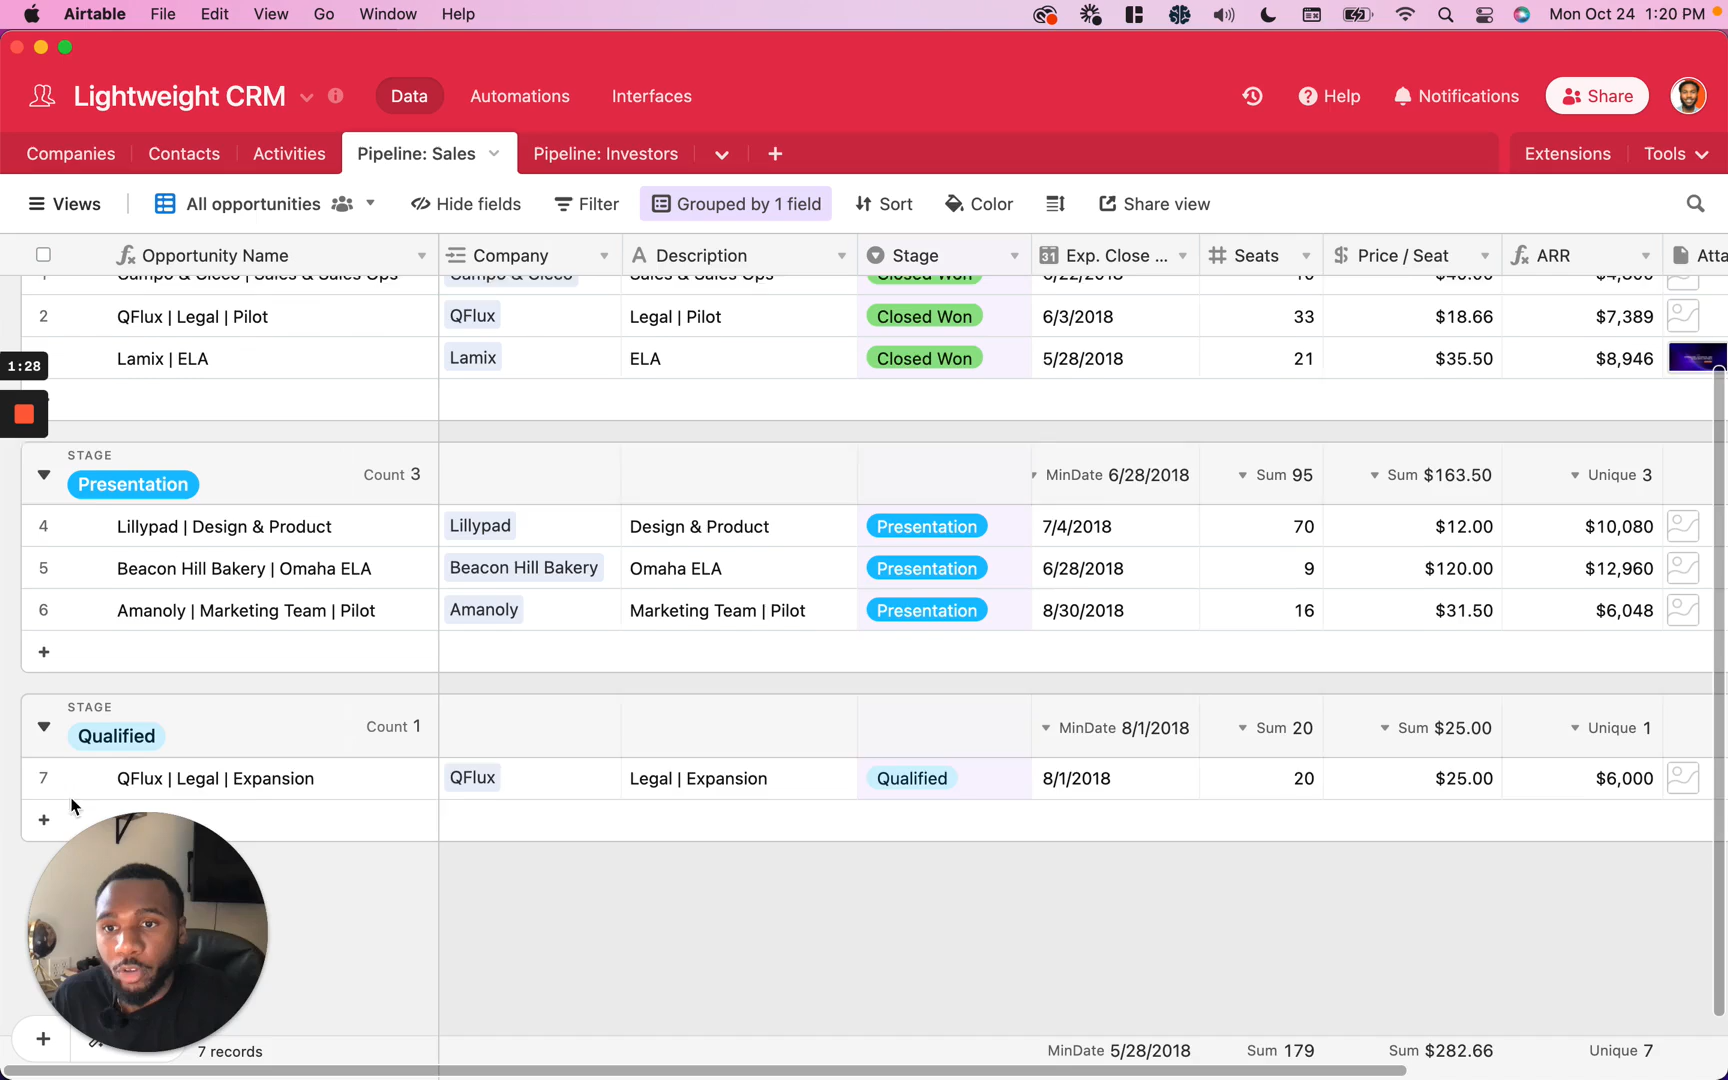 Airtable File Edit View Go Window Help Mon Oct 24 1:20 PM
Lightweight CRM Data Automations Interfaces Help Notifications Share
Companies Contacts Activities Pipeline: Sales Pipeline: Investors Extensions Tools
Views All opportunities Hide fields Filter Grouped by 1 field Sort Color Share view
Opportunity Name Company Description Stage Exp. Close ... Seats Price / Seat ARR Atta
2 QFlux | Legal | Pilot QFlux Legal | Pilot Closed Won 6/3/2018 33 $18.66 $7,389
1:28
Lamix | ELA Lamix ELA Closed Won 5/28/2018 21 $35.50 $8,946
STAGE
Presentation Count 3 MinDate 6/28/2018 Sum 95 Sum $163.50 Unique 3
4 Lillypad | Design & Product Lillypad Design & Product Presentation 7/4/2018 70 $12.00 $10,080
5 Beacon Hill Bakery | Omaha ELA Beacon Hill Bakery Omaha ELA Presentation 6/28/2018 9 $120.00 $12,960
6 Amanoly | Marketing Team | Pilot Amanoly Marketing Team | Pilot Presentation 8/30/2018 16 $31.50 $6,048
+
STAGE
Qualified Count 1 MinDate 8/1/2018 Sum 20 Sum $25.00 Unique 1
7 QFlux | Legal | Expansion QFlux Legal | Expansion Qualified 8/1/2018 20 $25.00 $6,000
+
+ 7 records MinDate 5/28/2018 Sum 179 Sum $282.66 Unique 7